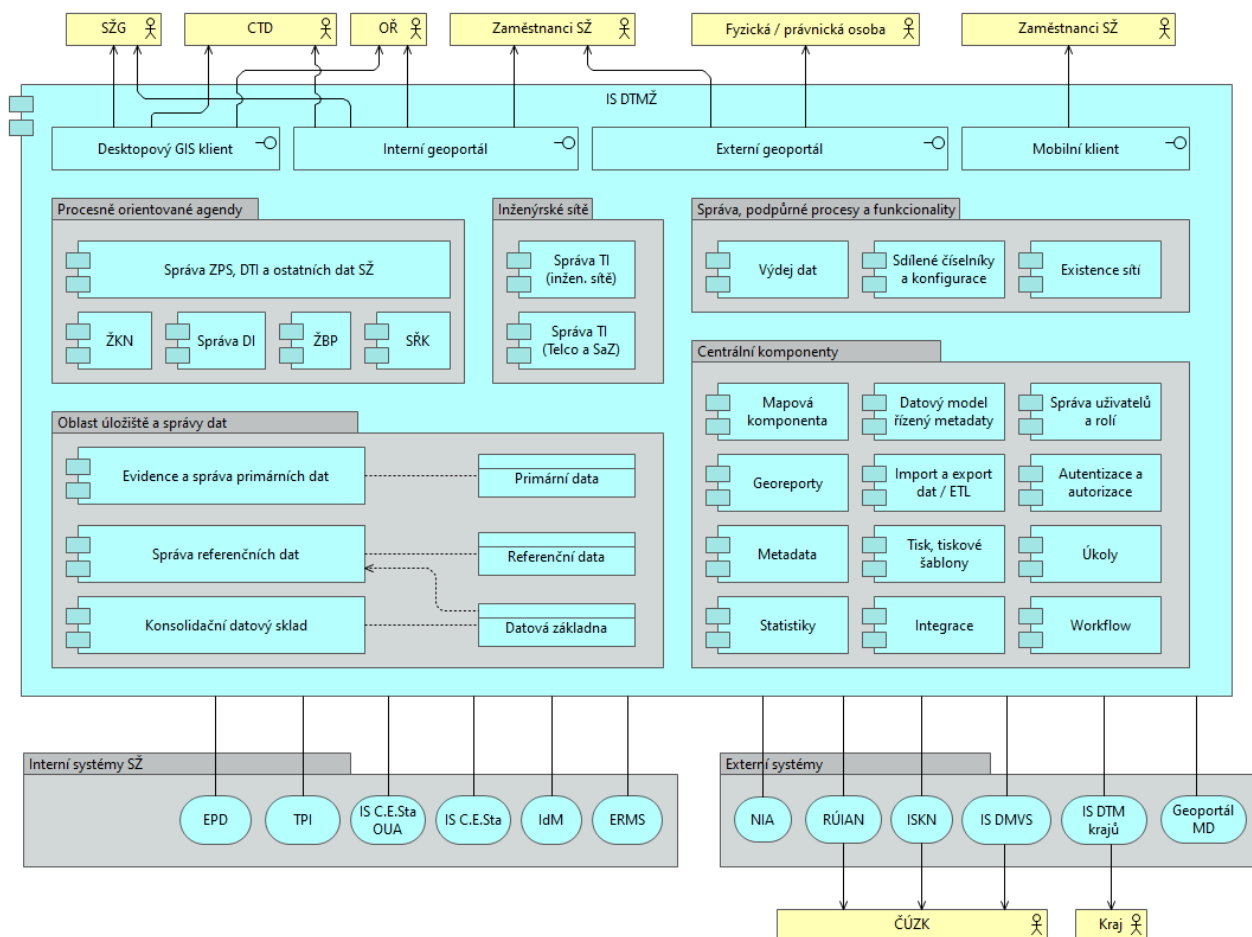 SŽG
CTD
OŘ
Zaměstnanci SŽ
Fyzická / právnická osoba
Zaměstnanci SŽ
IS DTMŽ
Desktopový GIS klient
Interní geoportál
Externí geoportál
Mobilní klient
Procesně orientované agendy
Správa ZPS, DTI a ostatních dat SŽ
ŽKN
Správa DI
ŽBP
SŘK
Inženýrské sítě
Správa TI
(inžen. sítě)
Správa TI
(Telco a SaZ)
Správa, podpůrné procesy a funkcionality
Výdej dat
Sdílené číselníky
a konfigurace
Existence sítí
Centrální komponenty
Mapová
komponenta
Datový model
řízený metadaty
Správa uživatelů
a rolí
Georeporty
Import a export
dat / ETL
Autentizace a
autorizace
Metadata
Tisk, tiskové
šablony
Úkoly
Statistiky
Integrace
Workflow
Oblast úložiště a správy dat
Evidence a správa primárních dat
Primární data
Správa referenčních dat
Referenční data
Konsolidační datový sklad
Datová základna
Interní systémy SŽ
EPD
TPI
IS C.E.Sta
OUA
IS C.E.Sta
IdM
ERMS
Externí systémy
NIA
RÚIAN
ISKN
IS DMVS
IS DTM
krajů
Geoportál
MD
ČÚZK
Kraj